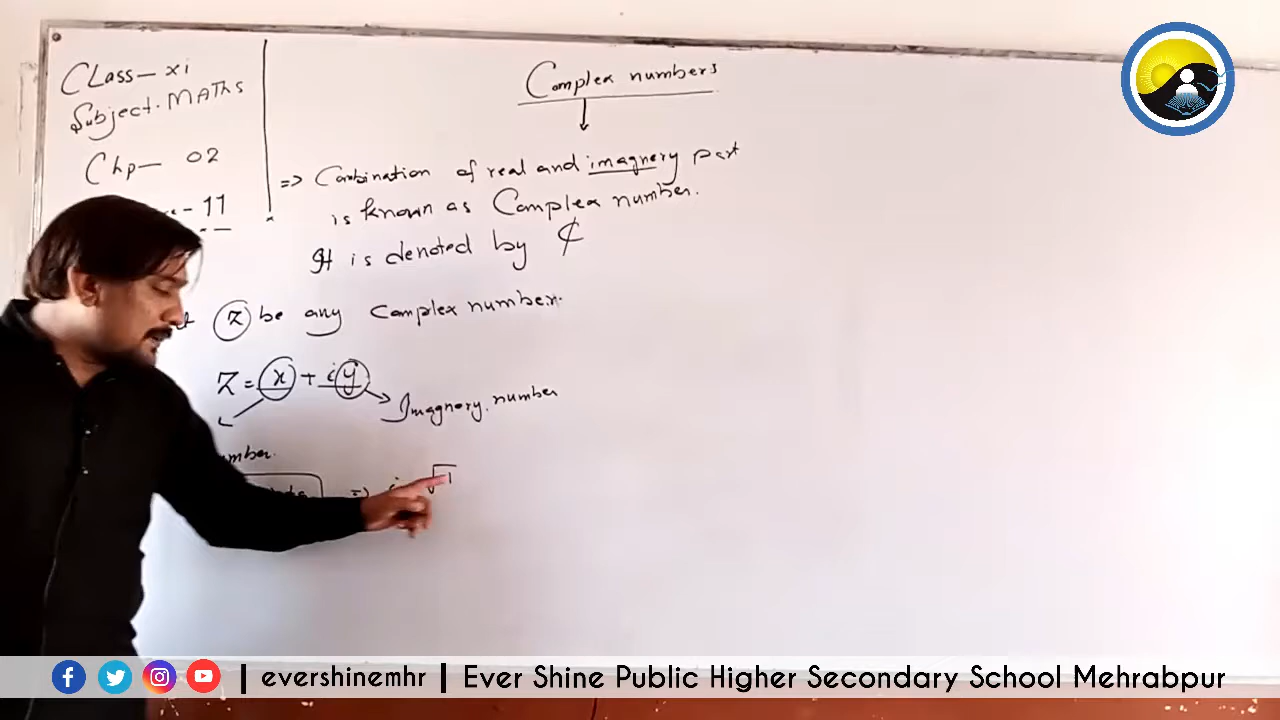 Class - xi
Subject. MATHS
Chp - 02
- 11
Complex numbers
=> Combination of real and imagnery part
is known as Complex number.
It is denoted by ₵
z be any complex number.
Z = x + iy
Imagnery number
umber.
=> i
| evershinemhr | Ever Shine Public Higher Secondary School Mehrabpur